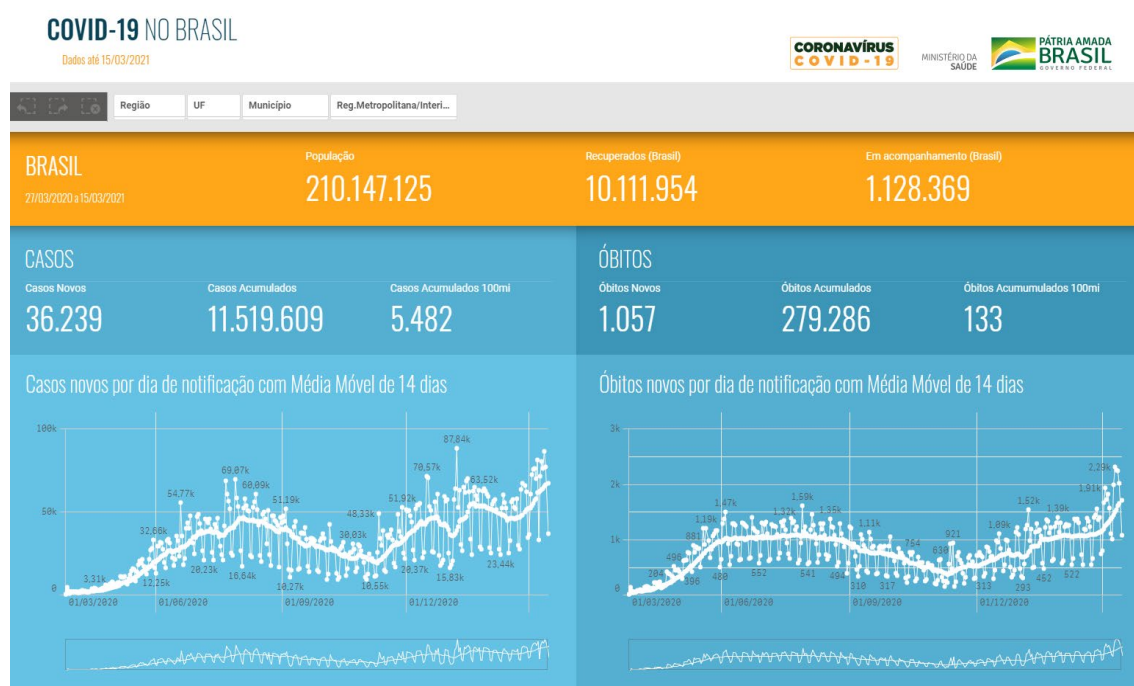 COVID-19 NO BRASIL
Dados até 15/03/2021
CORONAVÍRUS
COVID-19
MINISTÉRIO DA
SAÚDE
PÁTRIA AMADA
BRASIL
GOVERNO FEDERAL
Região
UF
Município
Reg.Metropolitana/Interi...
BRASIL
27/03/2020 a 15/03/2021
População
210.147.125
Recuperados (Brasil)
10.111.954
Em acompanhamento (Brasil)
1.128.369
CASOS
Casos Novos
36.239
Casos Acumulados
11.519.609
Casos Acumulados 100mi
5.482
ÓBITOS
Óbitos Novos
1.057
Óbitos Acumulados
279.286
Óbitos Acumumulados 100mi
133
Casos novos por dia de notificação com Média Móvel de 14 dias
100k
50k
0
3,31k
32,66k
12,25k
54,77k
20,23k
69,07k
60,09k
16,64k
51,19k
10,27k
30,03k
48,33k
10,55k
51,92k
20,37k
70,57k
87,84k
15,83k
63,52k
23,44k
01/03/2020
01/06/2020
01/09/2020
01/12/2020
Óbitos novos por dia de notificação com Média Móvel de 14 dias
3k
2k
1k
0
204
496
396
881
1,19k
480
1,47k
552
1,32k
1,59k
541
1,35k
494
1,11k
310
317
754
630
921
313
1,09k
293
1,52k
452
1,39k
522
1,91k
2,29k
01/03/2020
01/06/2020
01/09/2020
01/12/2020